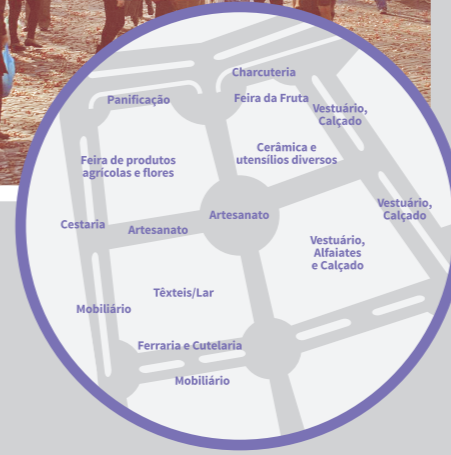 Charcuteria
Panificação
Feira da Fruta
Vestuário,
Calçado
Cerâmica e
utensílios diversos
Feira de produtos
agrícolas e flores
Vestuário,
Calçado
Artesanato
Cestaria
Artesanato
Vestuário,
Alfaiates
e Calçado
Têxteis/Lar
Mobiliário
Ferraria e Cutelaria
Mobiliário